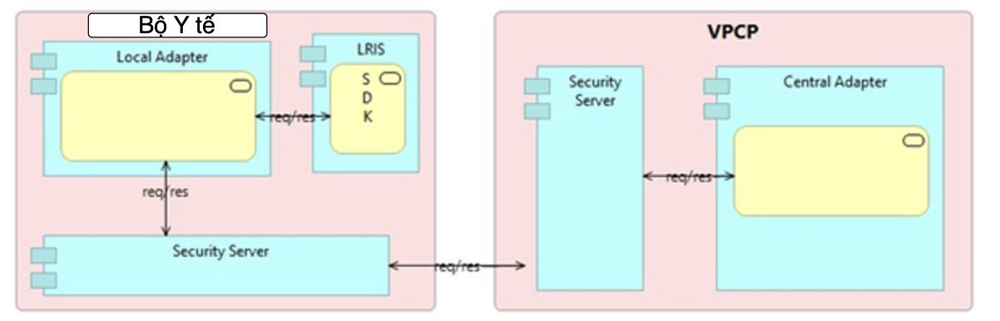 Bộ Y tế
Local Adapter
LRIS
S
D
K
req/res
req/res
Security Server
req/res
VPCP
Security
Server
Central Adapter
req/res